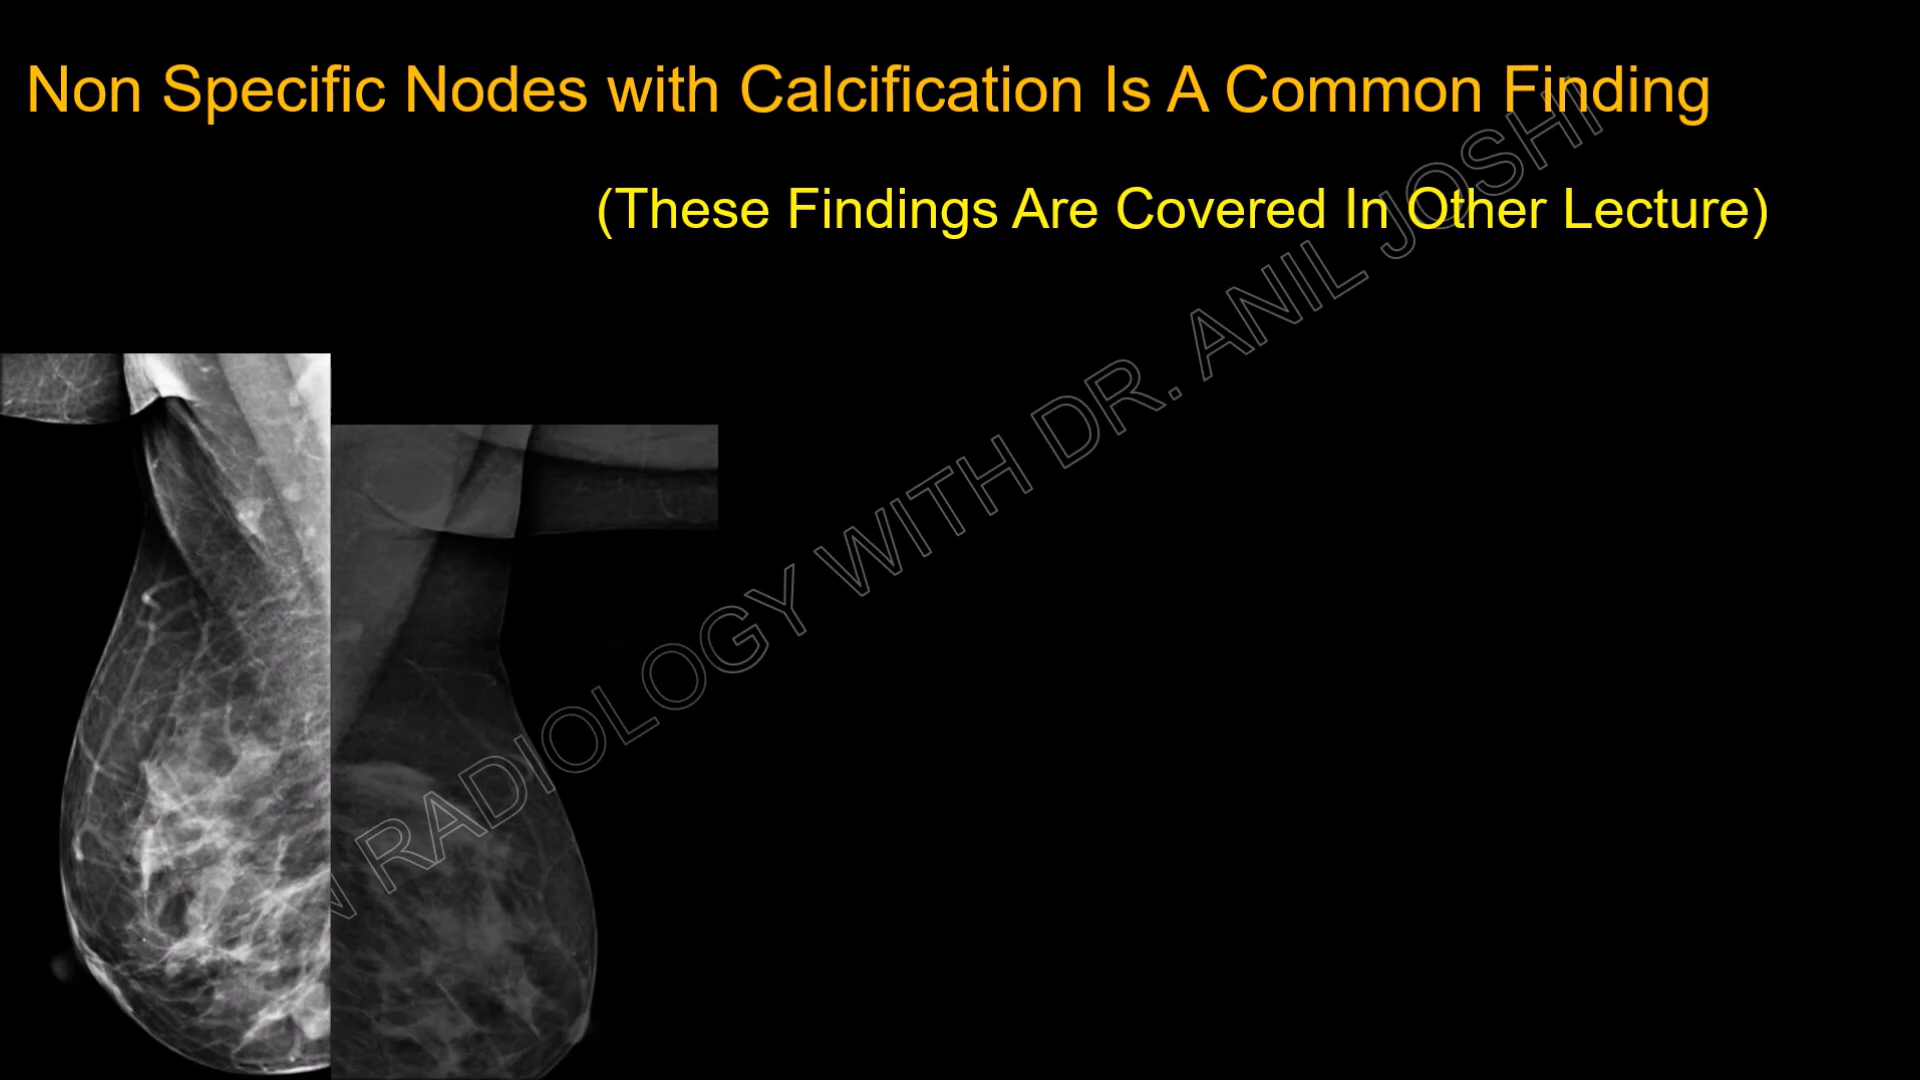 Non Specific Nodes with Calcification Is A Common Finding
(These Findings Are Covered In Other Lecture)
RADIOLOGY WITH DR. ANIL JOSHI